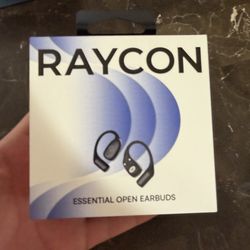 RAYCON
ESSENTIAL OPEN EARBUDS